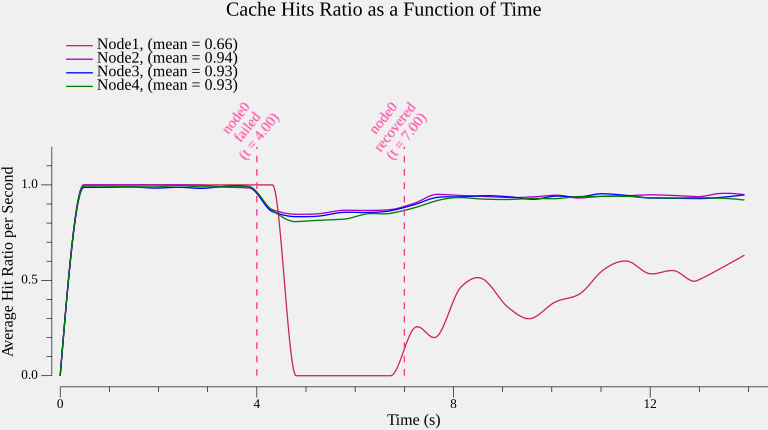 Cache Hits Ratio as a Function of Time
Node1, (mean = 0.66)
Node2, (mean = 0.94)
Node3, (mean = 0.93)
Node4, (mean = 0.93)
node0
failed
(t = 4.00)
node0
recovered
(t = 7.00)
Average Hit Ratio per Second
1.0
0.5
0.0
0
4
8
12
Time (s)